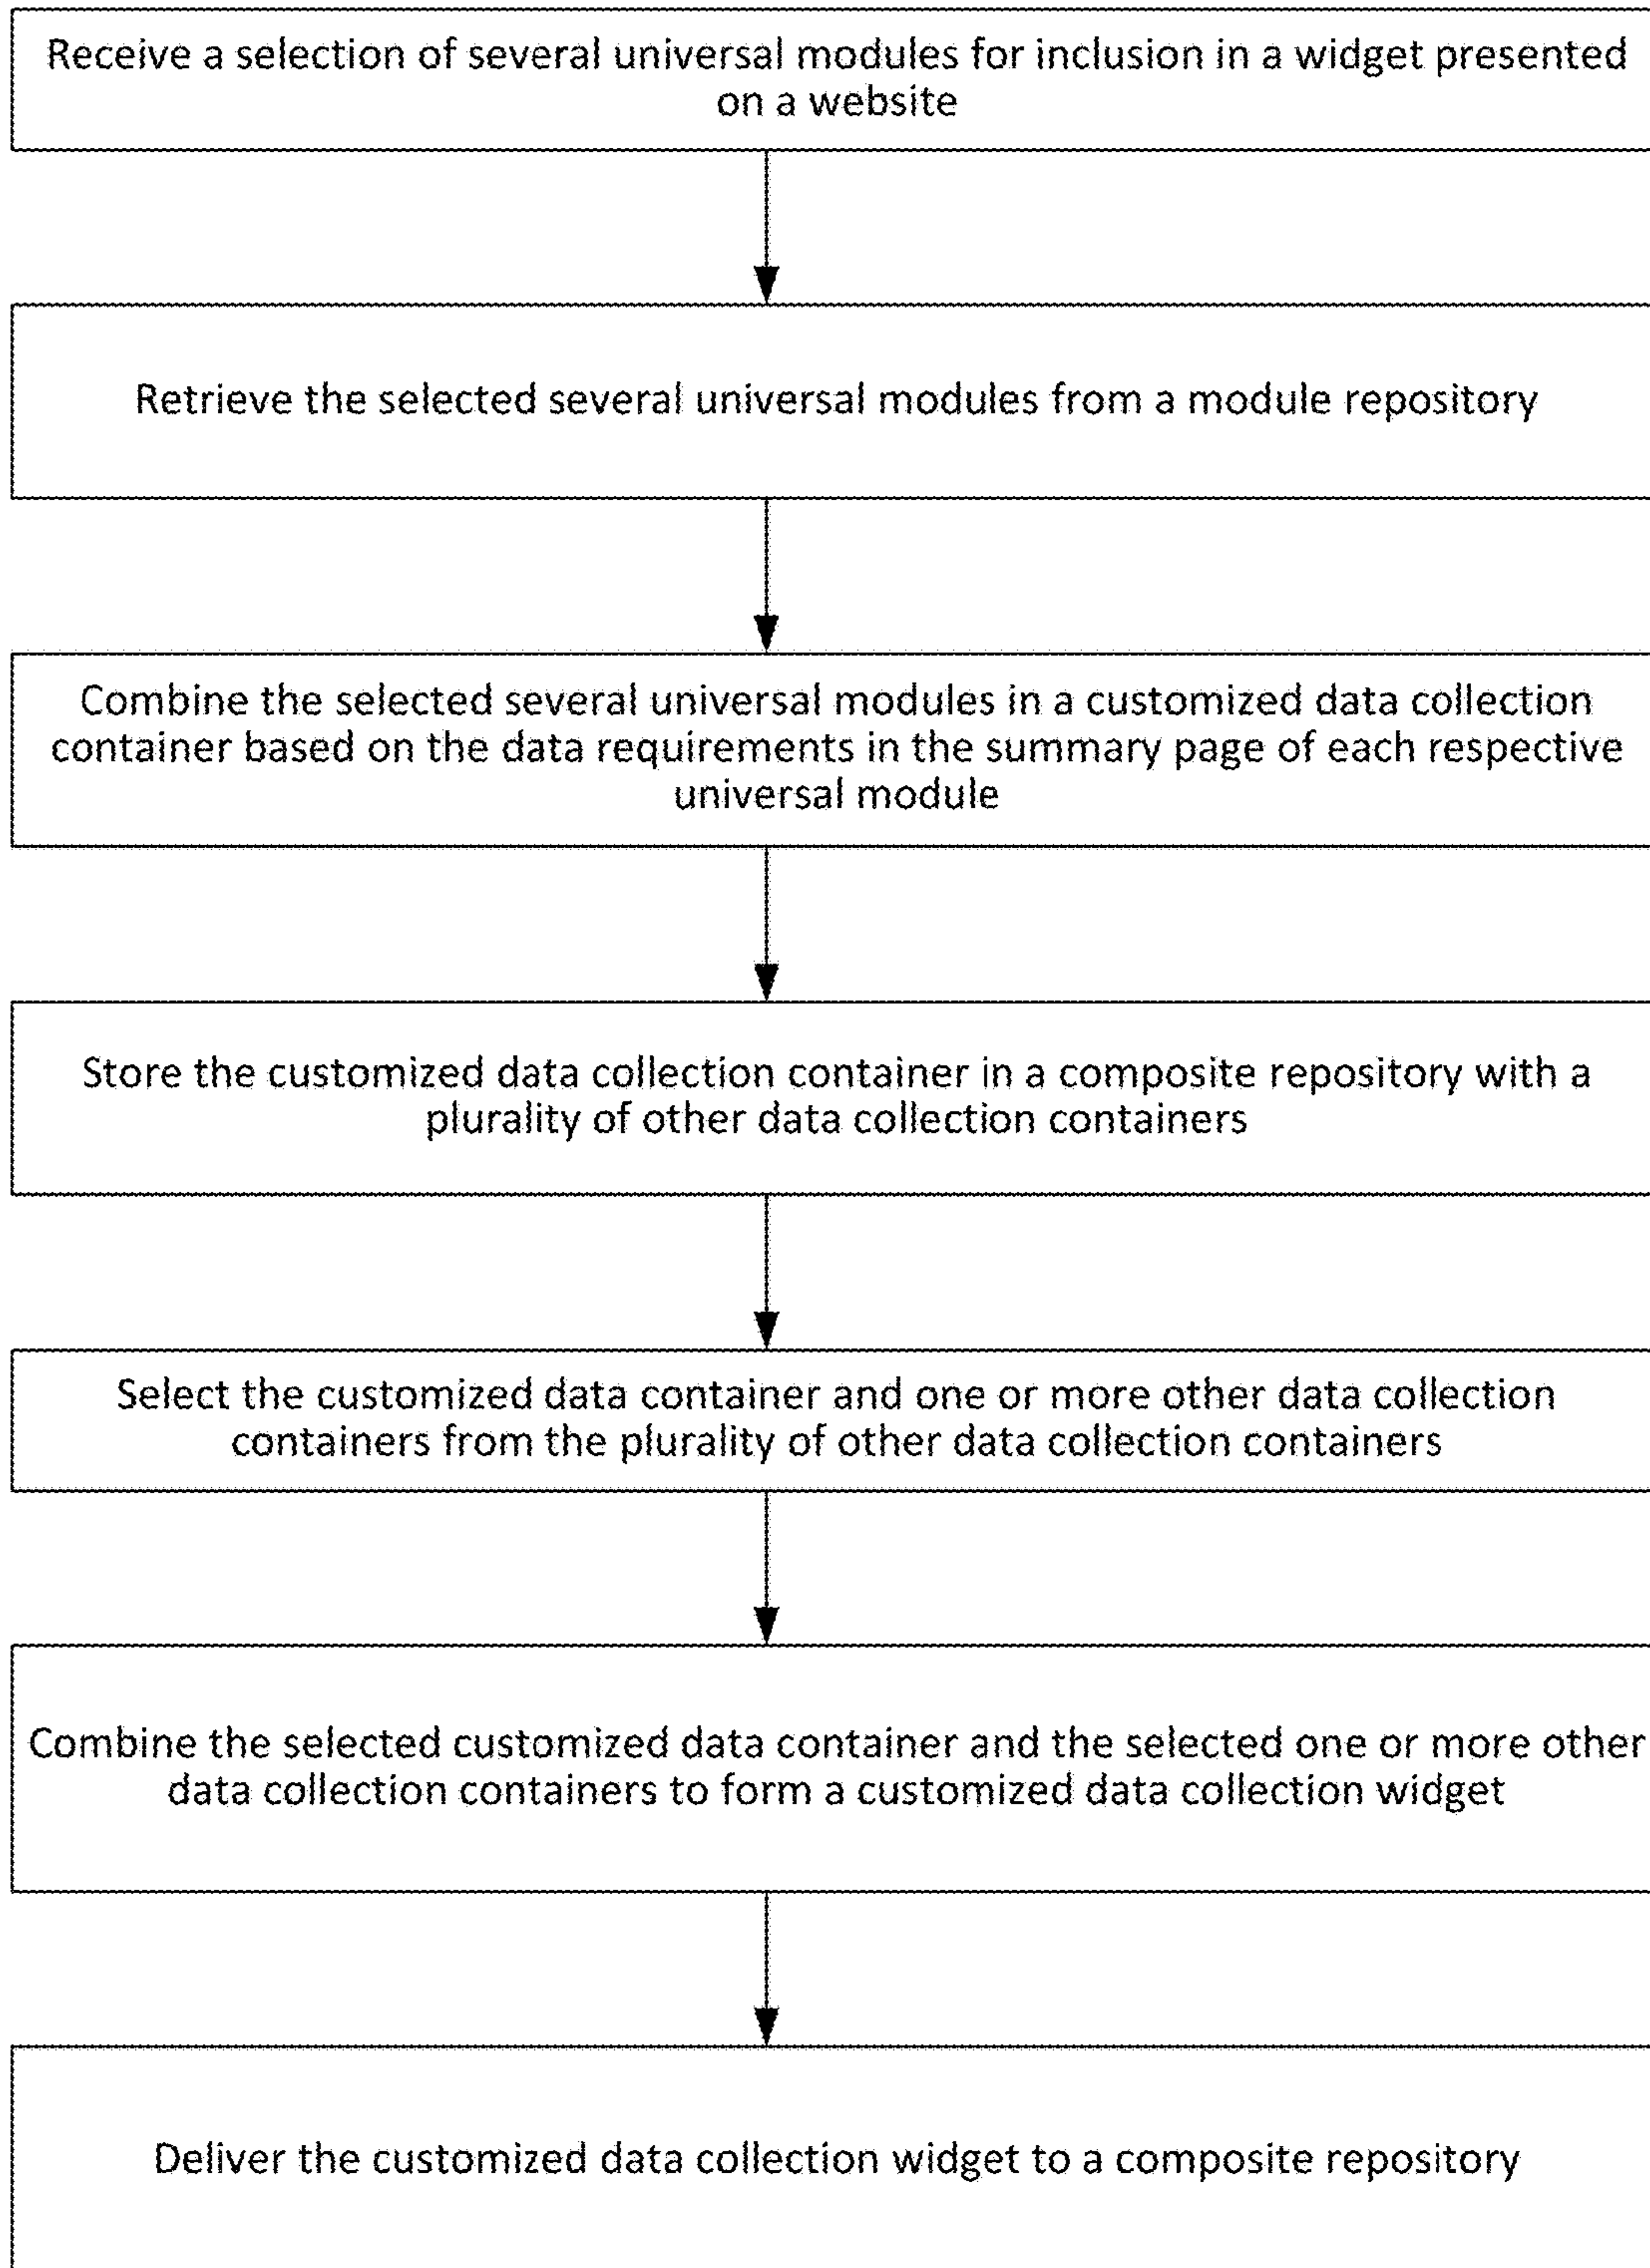 Receive a selection of several universal modules for inclusion in a widget presented
on a website
Retrieve the selected several universal modules from a module repository
Combine the selected several universal modules in a customized data collection
container based on the data requirements in the summary page of each respective
universal module
Store the customized data collection container in a composite repository with a
plurality of other data collection containers
Select the customized data container and one or more other data collection
containers from the plurality of other data collection containers
Combine the selected customized data container and the selected one or more other
data collection containers to form a customized data collection widget
Deliver the customized data collection widget to a composite repository